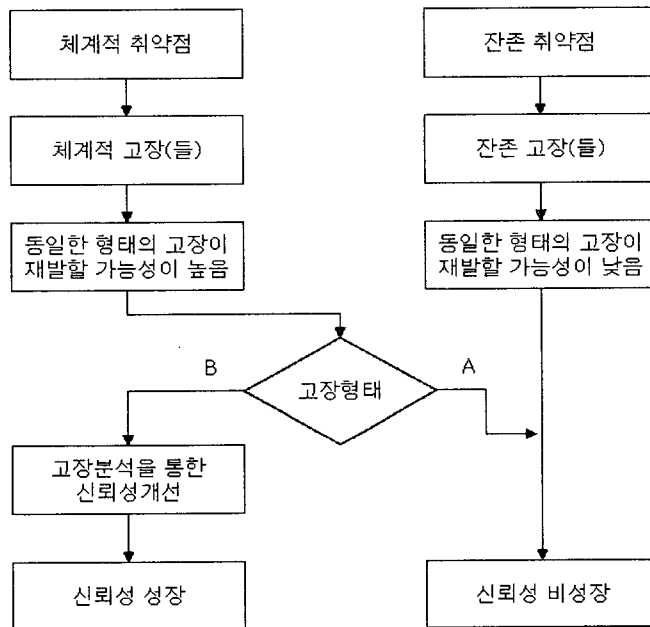 체계적 취약점
잔존 취약점
체계적 고장(들)
잔존 고장(들)
동일한 형태의 고장이
재발할 가능성이 높음
동일한 형태의 고장이
재발할 가능성이 낮음
B
A
고장형태
고장분석을 통한
신뢰성개선
신뢰성 성장
신뢰성 비성장